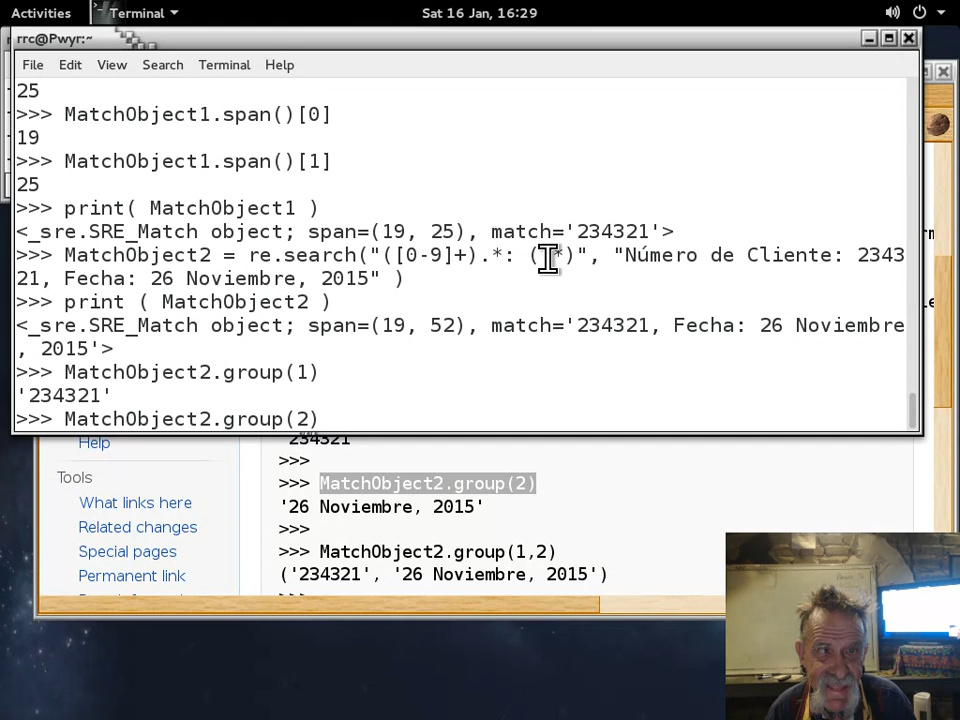 Activities Terminal Sat 16 Jan, 16:29
rrc@Pwyr:~
File Edit View Search Terminal Help
25
>>> MatchObject1.span()[0]
19
>>> MatchObject1.span()[1]
25
>>> print( MatchObject1 )
<_sre.SRE_Match object; span=(19, 25), match='234321'>
>>> MatchObject2 = re.search("([0-9]+).*: (.*)", "Número de Cliente: 2343
21, Fecha: 26 Noviembre, 2015" )
>>> print ( MatchObject2 )
<_sre.SRE_Match object; span=(19, 52), match='234321, Fecha: 26 Noviembre
, 2015'>
>>> MatchObject2.group(1)
'234321'
>>> MatchObject2.group(2)
Help
Tools
What links here
Related changes
Special pages
Permanent link
'234321'
>>>
>>> MatchObject2.group(2)
'26 Noviembre, 2015'
>>>
>>> MatchObject2.group(1,2)
('234321', '26 Noviembre, 2015')